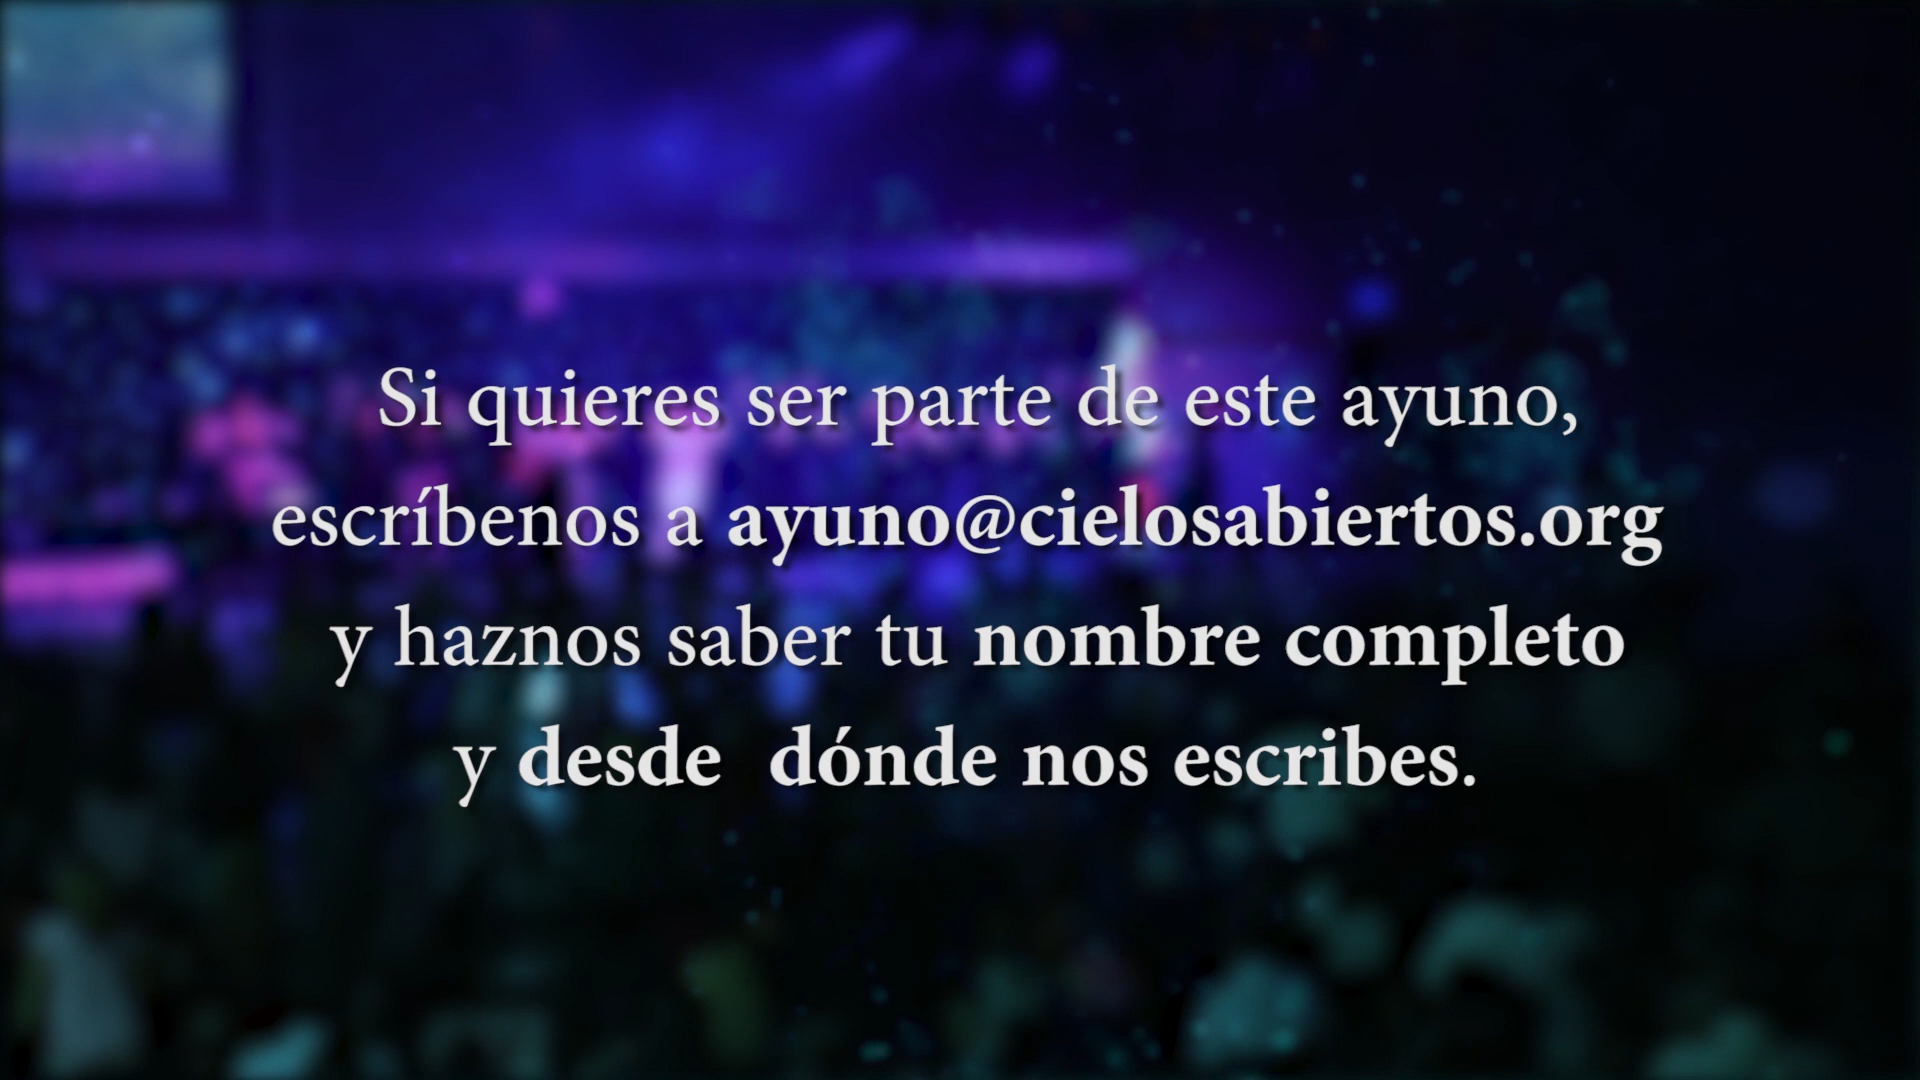 Si quieres ser parte de este ayuno,
escríbenos a ayuno@cielosabiertos.org
y haznos saber tu nombre completo
y desde dónde nos escribes.